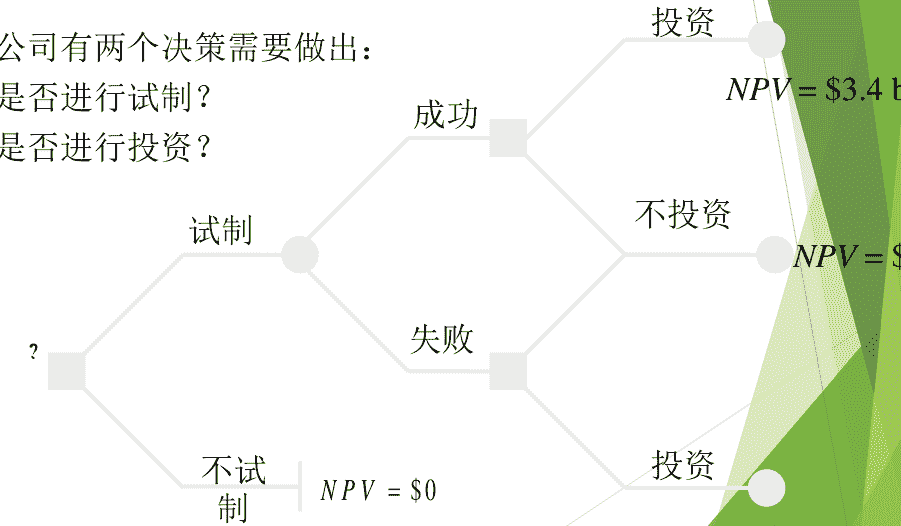 公司有两个决策需要做出:
是否进行试制?
是否进行投资?
投资
NPV = $3.4 b
成功
不投资
NPV = $
试制
失败
?
不试
制
NPV = $0
投资